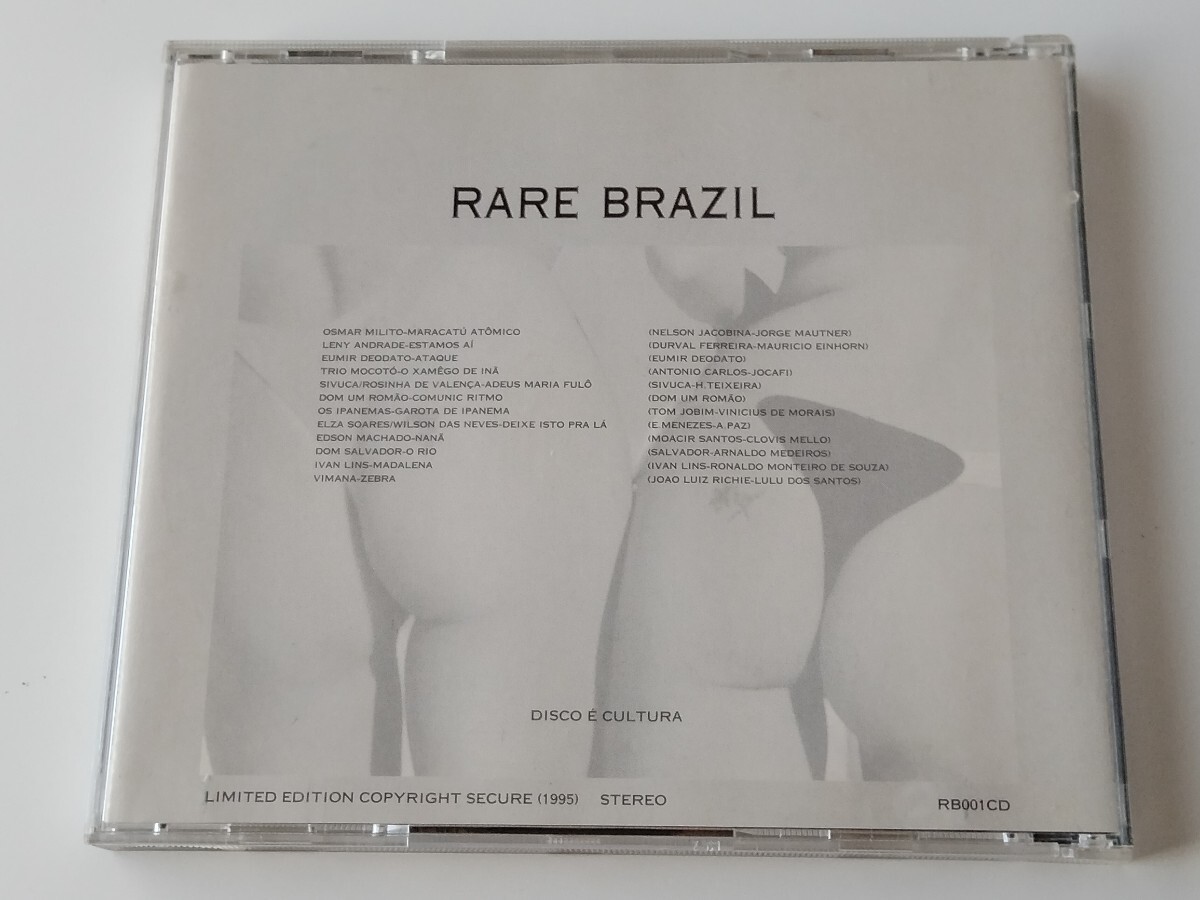 RARE BRAZIL
OSMAR MILITO-MARACATÚ ATÔMICO (NELSON JACOBINA-JORGE MAUTNER)
LENY ANDRADE-ESTAMOS AÍ (DURVAL FERREIRA-MAURICIO EINHORN)
EUMIR DEODATO-ATAQUE (EUMIR DEODATO)
TRIO MOCOTÓ-O XAMÊGO DE INÃ (ANTONIO CARLOS-JOCAFI)
SIVUCA/ROSINHA DE VALENÇA-ADEUS MARIA FULÔ (SIVUCA-H.TEIXEIRA)
DOM UM ROMÃO-COMUNIC RITMO (DOM UM ROMÃO)
OS IPANEMAS-GAROTA DE IPANEMA (TOM JOBIM-VINICIUS DE MORAIS)
ELZA SOARES/WILSON DAS NEVES-DEIXE ISTO PRA LÁ (E.MENEZES-A.PAZ)
EDSON MACHADO-NANÃ (MOACIR SANTOS-CLOVIS MELLO)
DOM SALVADOR-O RIO (SALVADOR-ARNALDO MEDEIROS)
IVAN LINS-MADALENA (IVAN LINS-RONALDO MONTEIRO DE SOUZA)
VIMANA-ZEBRA (JOAO LUIZ RICHIE-LULU DOS SANTOS)
DISCO É CULTURA
LIMITED EDITION COPYRIGHT SECURE (1995) STEREO RB001CD